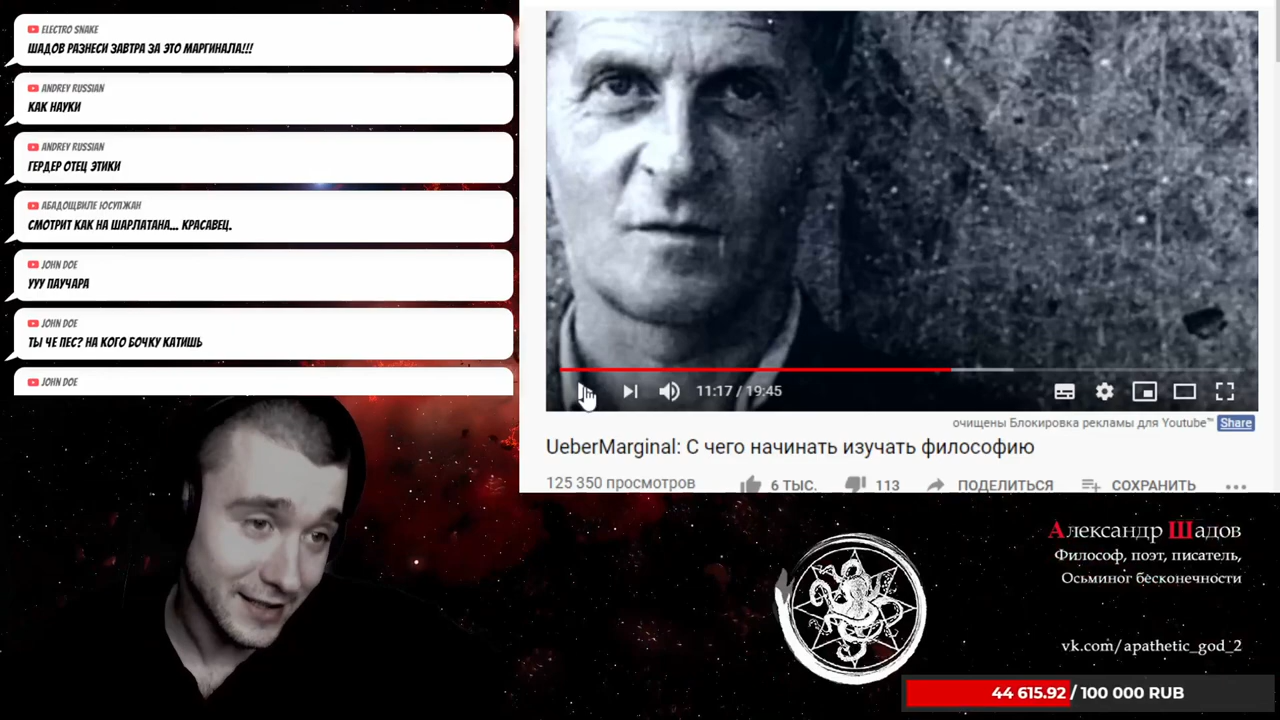 ELECTRO SNAKE
ШАДОВ РАЗНЕСИ ЗАВТРА ЗА ЭТО МАРГИНАЛА!!!
ANDREY RUSSIAN
КАК НАУКИ
ANDREY RUSSIAN
ГЕРДЕР ОТЕЦ ЭТИКИ
АБАДОЩВИЛЕ ЮСУПЖАН
СМОТРИТ КАК НА ШАРЛАТАНА... КРАСАВЕЦ.
JOHN DOE
УУУ ПАУЧАРА
JOHN DOE
ТЫ ЧЕ ПЕС? НА КОГО БОЧКУ КАТИШЬ
JOHN DOE
11:17 / 19:45
очищены Блокировка рекламы для Youtube™ Share
UeberMarginal: С чего начинать изучать философию
125 350 просмотров
6 ТЫС.
113
ПОДЕЛИТЬСЯ
СОХРАНИТЬ
Александр Шадов
Философ, поэт, писатель,
Осьминог бесконечности
vk.com/apathetic_god_2
44 615.92 / 100 000 RUB